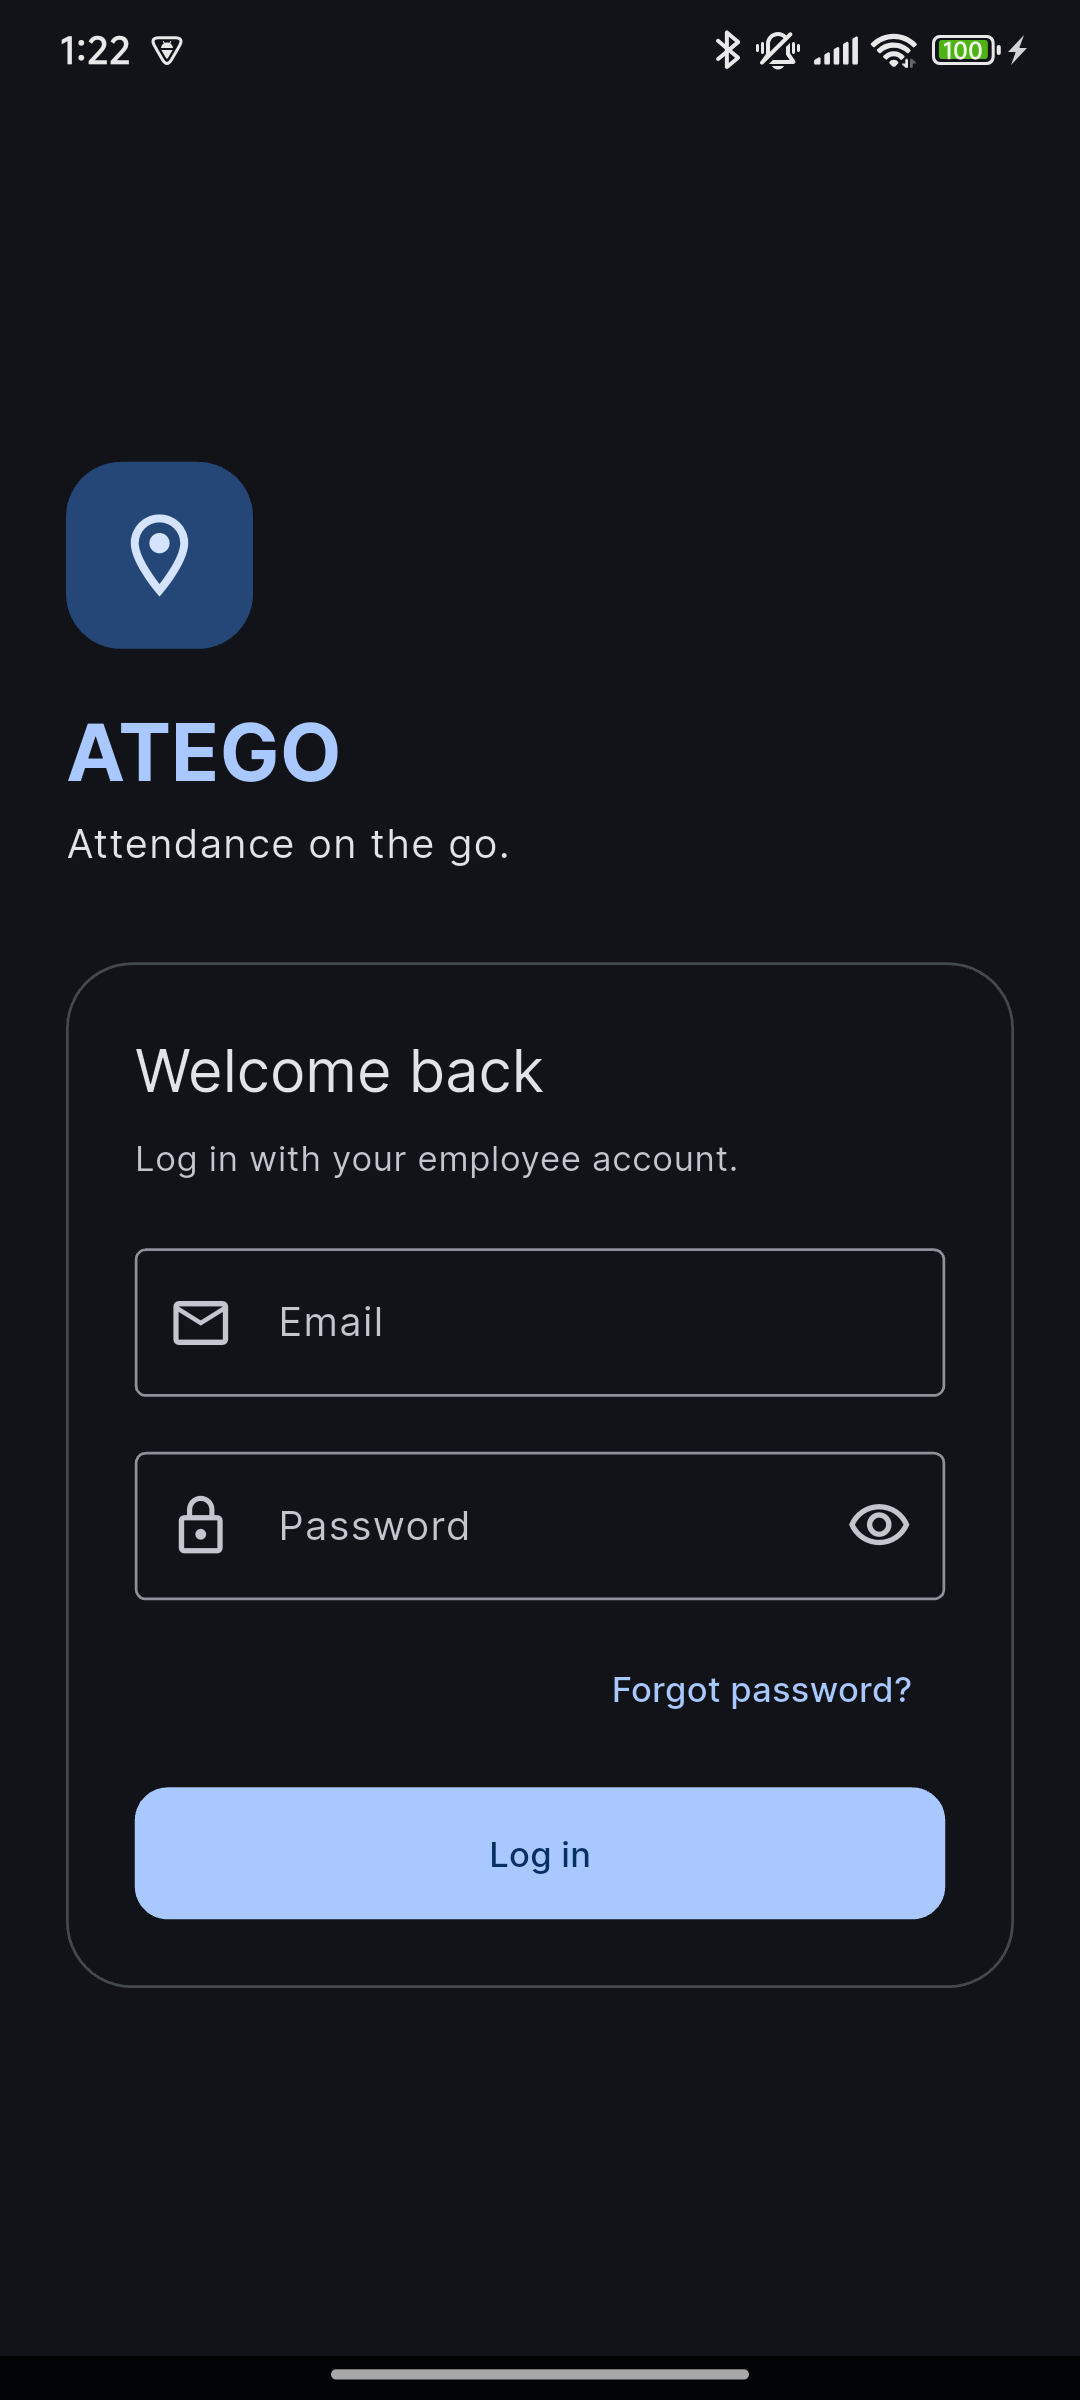 1:22
100
ATEGO
Attendance on the go.
Welcome back
Log in with your employee account.
Email
Password
Forgot password?
Log in